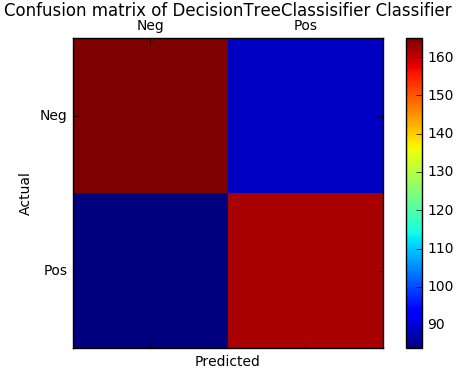 Confusion matrix of DecisionTreeClassisifier Classifier
Neg Pos
160
150
Neg
140
130
Actual
120
110
Pos
100
90
Predicted